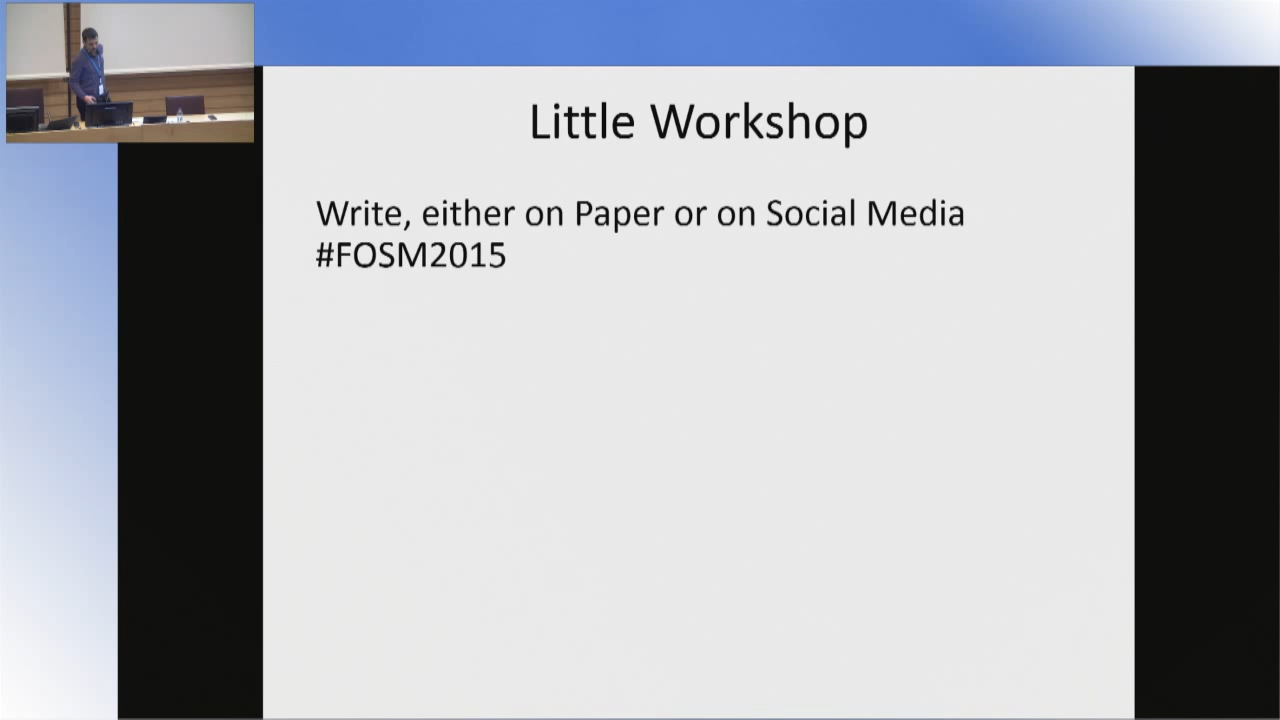 Little Workshop
Write, either on Paper or on Social Media
#FOSM2015